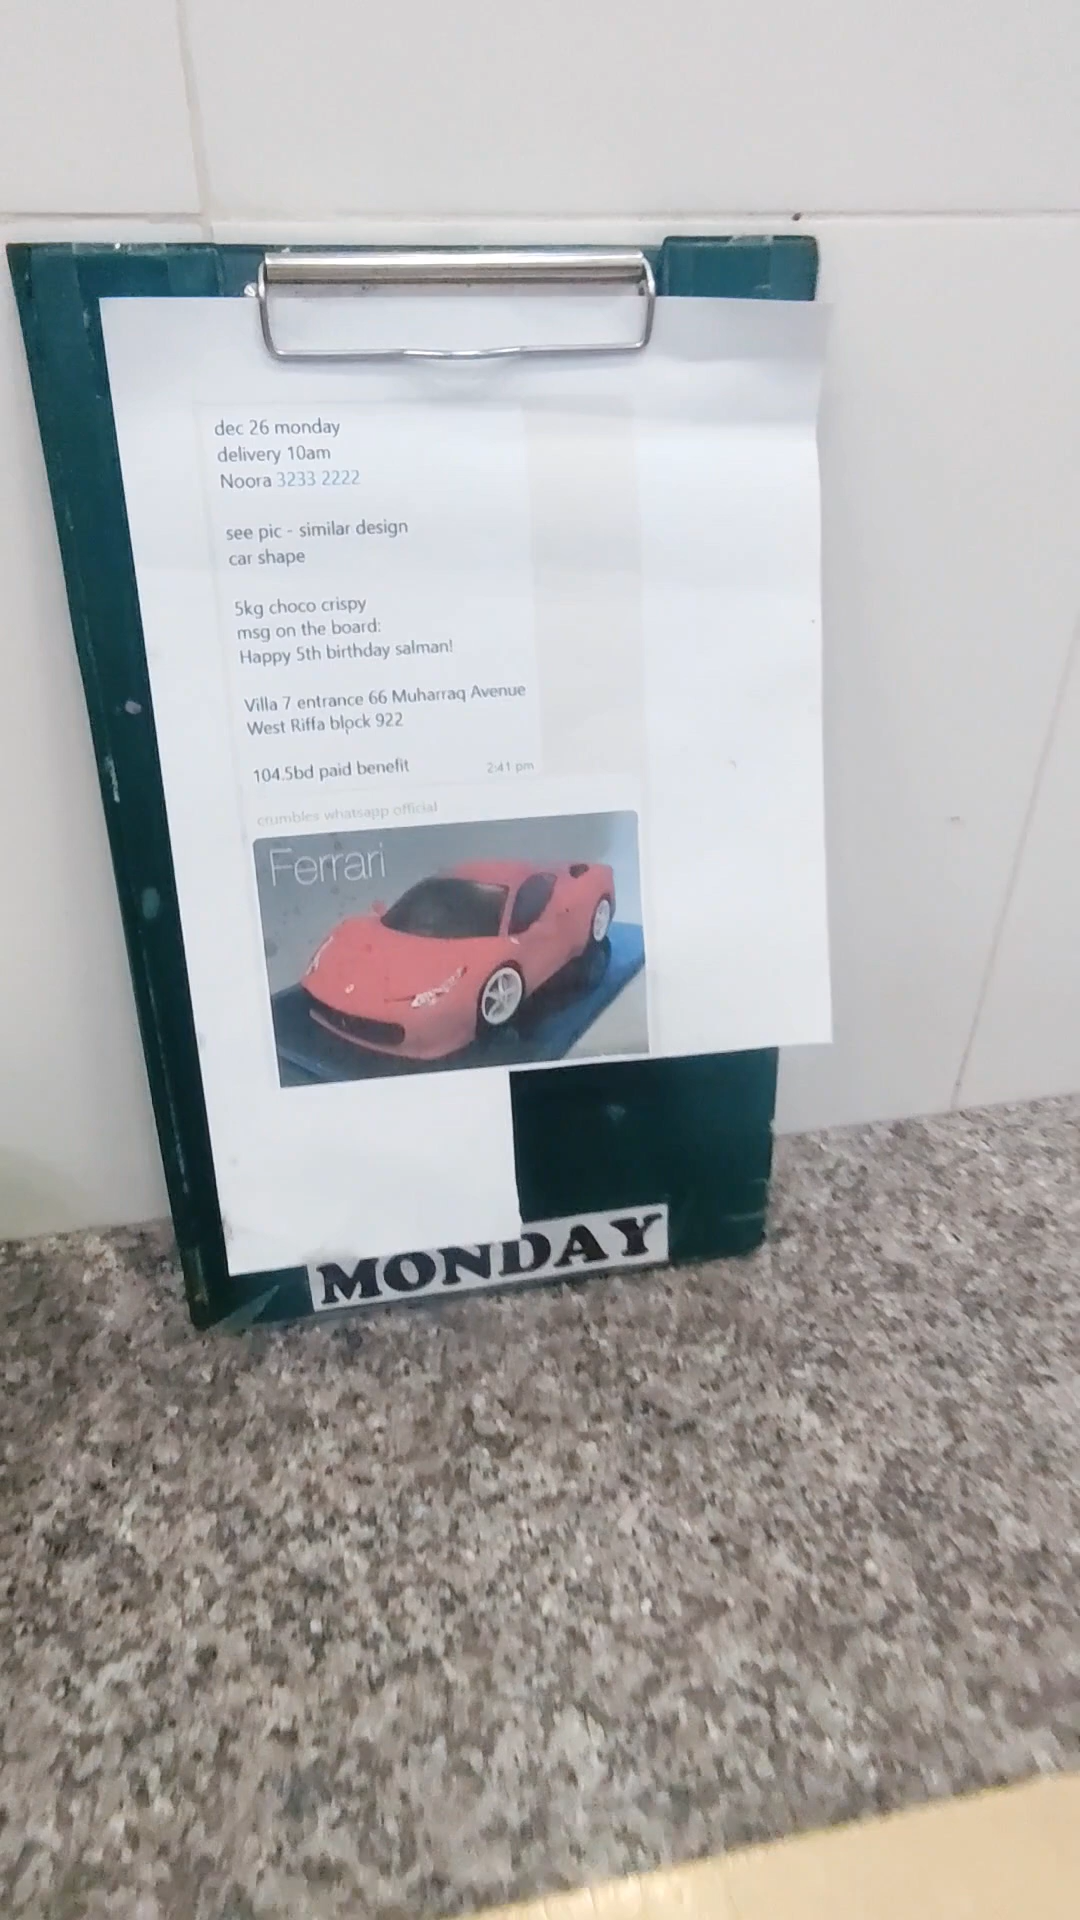 dec 26 monday
delivery 10am
Noora 3233 2222
see pic - similar design
car shape
5kg choco crispy
msg on the board:
Happy 5th birthday salman!
Villa 7 entrance 66 Muharraq Avenue
West Riffa block 922
104.5bd paid benefit
2:41 pm
crumbles whatsapp official
Ferrari
MONDAY